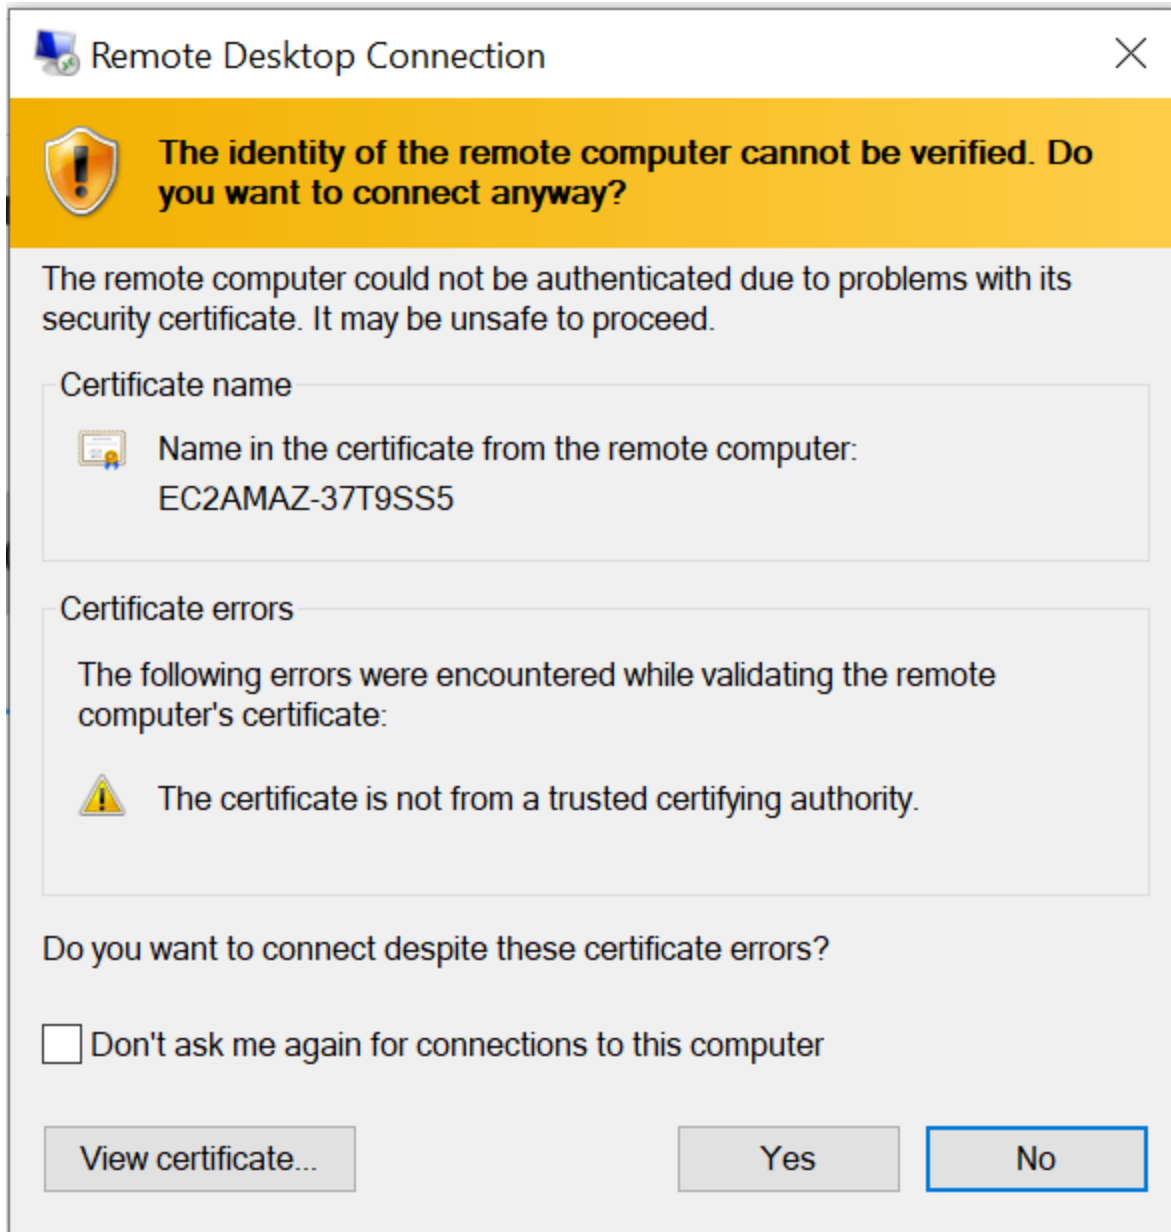 Remote Desktop Connection
The identity of the remote computer cannot be verified. Do
you want to connect anyway?
The remote computer could not be authenticated due to problems with its
security certificate. It may be unsafe to proceed.
Certificate name
Name in the certificate from the remote computer:
EC2AMAZ-37T9SS5
Certificate errors
The following errors were encountered while validating the remote
computer's certificate:
The certificate is not from a trusted certifying authority.
Do you want to connect despite these certificate errors?
Don't ask me again for connections to this computer
View certificate...
Yes
No